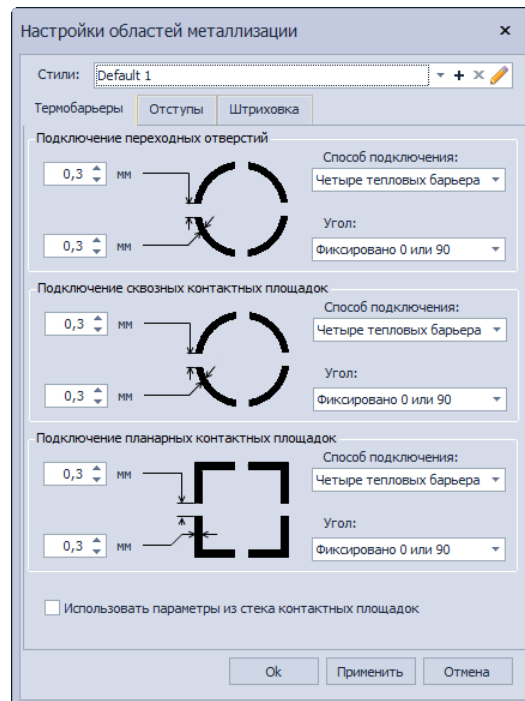 Настройки областей металлизации
Стили: Default 1
Термобарьеры Отступы Штриховка
Подключение переходных отверстий
0,3 мм
Способ подключения:
Четыре тепловых барьера
0,3 мм
Угол:
Фиксировано 0 или 90
Подключение сквозных контактных площадок
0,3 мм
Способ подключения:
Четыре тепловых барьера
0,3 мм
Угол:
Фиксировано 0 или 90
Подключение планарных контактных площадок
0,3 мм
Способ подключения:
Четыре тепловых барьера
0,3 мм
Угол:
Фиксировано 0 или 90
Использовать параметры из стека контактных площадок
Ok Применить Отмена